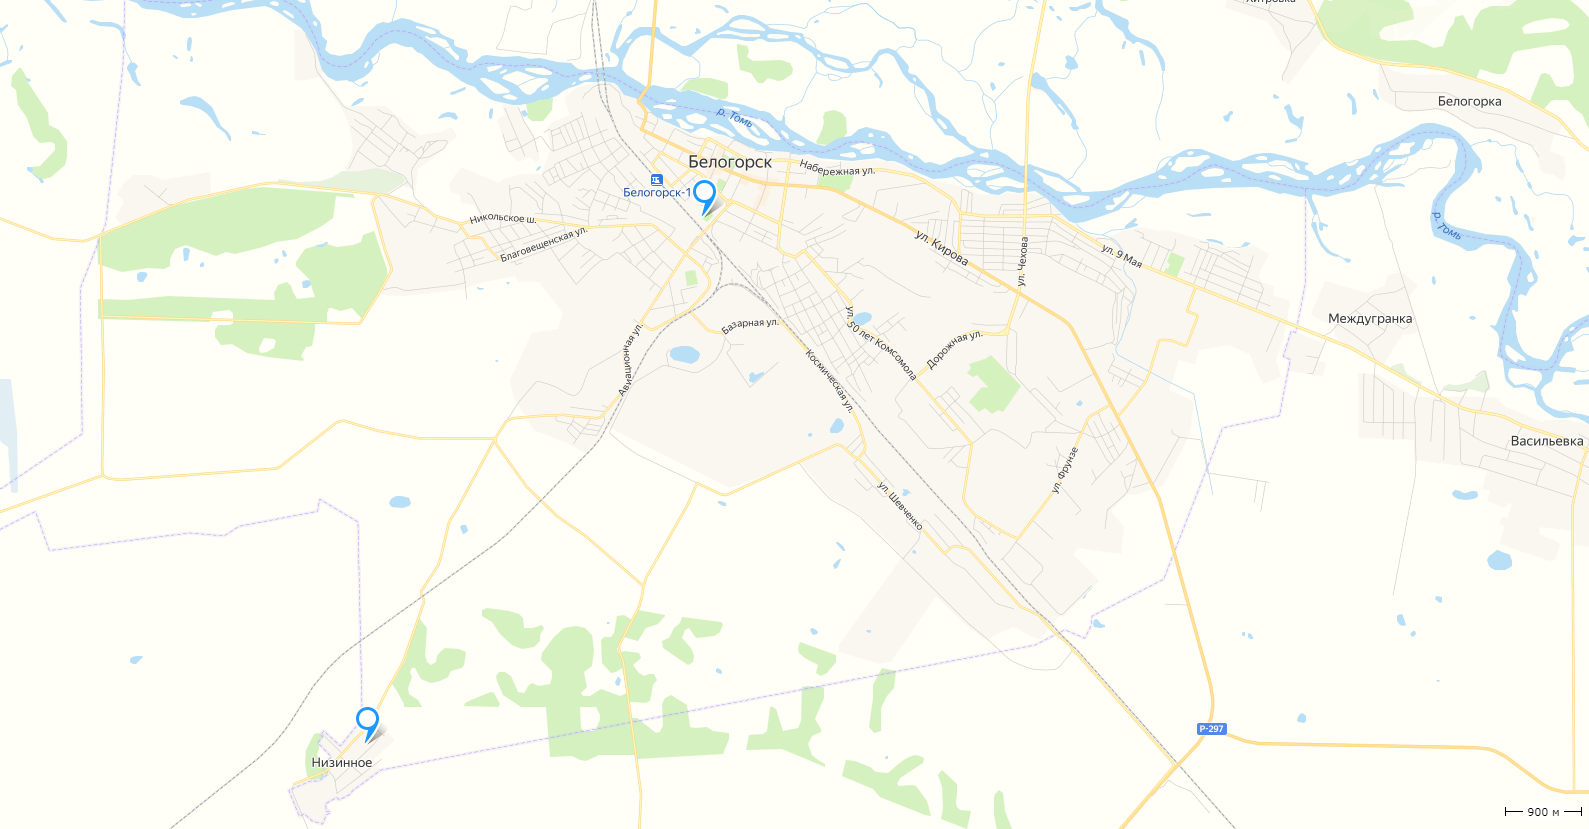 Хитровка
Белогорка
р. Томь
Белогорск
Набережная ул.
Белогорск-1
Никольское ш.
Благовещенская ул.
ул. Кирова
ул. Чехова
ул. 9 Мая
р. Томь
Междугранка
Базарная ул.
Авиационная ул.
ул. 50 лет Комсомола
Дорожная ул.
Космическая ул.
Васильевка
ул. Фрунзе
ул. Шевченко
Р-297
Низинное
900 м